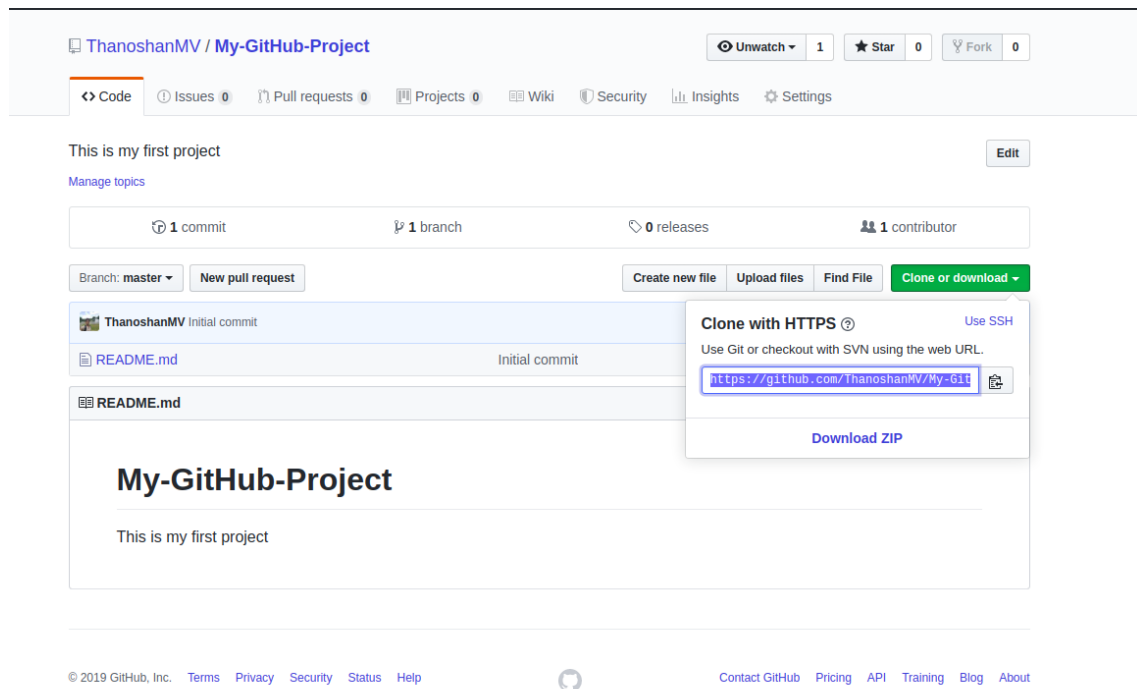 ThanoshanMV / My-GitHub-Project
Unwatch 1 Star 0 Fork 0
Code Issues 0 Pull requests 0 Projects 0 Wiki Security Insights Settings
This is my first project
Edit
Manage topics
1 commit 1 branch 0 releases 1 contributor
Branch: master New pull request Create new file Upload files Find File Clone or download
ThanoshanMV Initial commit
README.md Initial commit
Clone with HTTPS Use SSH
Use Git or checkout with SVN using the web URL.
https://github.com/ThanoshanMV/My-Git
Download ZIP
README.md
My-GitHub-Project
This is my first project
© 2019 GitHub, Inc. Terms Privacy Security Status Help Contact GitHub Pricing API Training Blog About